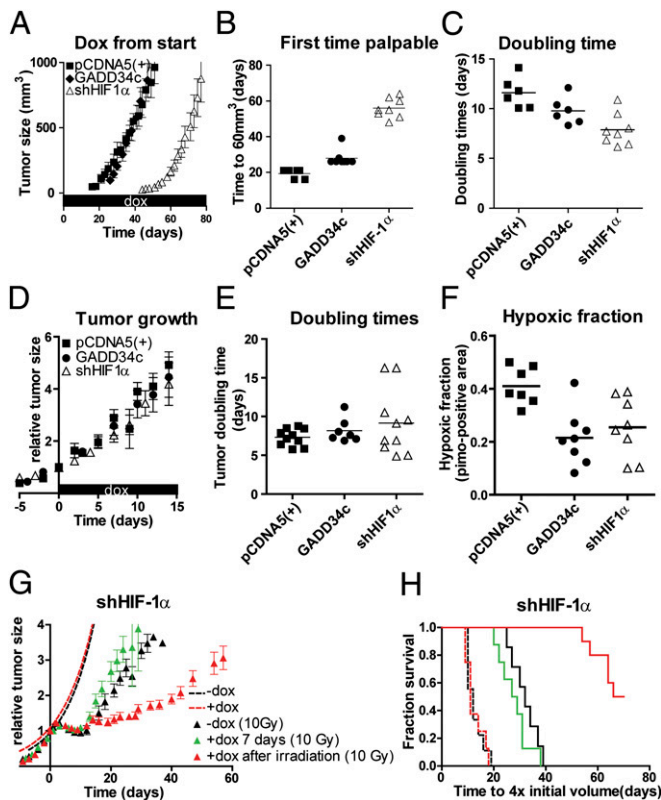 A
Dox from start
pCDNA5(+)
GADD34c
shHIF1α
Tumor size (mm3)
1000
500
0
dox
0 20 40 60 80
Time (days)
B
First time palpable
Time to 60mm3 (days)
80
60
40
20
0
pCDNA5(+)
GADD34c
shHIF-1α
C
Doubling time
Doubling times (days)
15
10
5
0
pCDNA5(+)
GADD34c
shHIF1α
D
Tumor growth
pCDNA5(+)
GADD34c
shHIF1α
relative tumor size
6
4
2
0
dox
-5 0 5 10 15
Time (days)
E
Doubling times
Tumor doubling time
(days)
20
15
10
5
0
pCDNA5(+)
GADD34c
shHIF1α
F
Hypoxic fraction
Hypoxic fraction
(pimo-positive area)
0.6
0.4
0.2
0.0
pCDNA5(+)
GADD34c
shHIF1α
G
shHIF-1α
relative tumor size
4
3
2
1
0
0 20 40 60
Time (days)
-dox
+dox
-dox (10Gy)
+dox 7 days (10 Gy)
+dox after irradiation (10 Gy)
H
shHIF-1α
Fraction survival
1.0
0.8
0.6
0.4
0.2
0.0
0 20 40 60 80
Time to 4x initial volume(days)